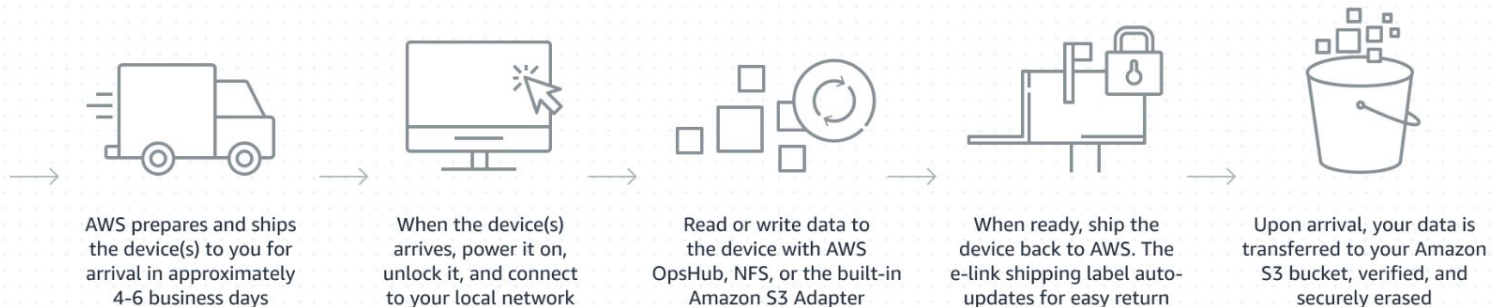 AWS prepares and ships
the device(s) to you for
arrival in approximately
4-6 business days
When the device(s)
arrives, power it on,
unlock it, and connect
to your local network
Read or write data to
the device with AWS
OpsHub, NFS, or the built-in
Amazon S3 Adapter
When ready, ship the
device back to AWS. The
e-link shipping label auto-
updates for easy return
Upon arrival, your data is
transferred to your Amazon
S3 bucket, verified, and
securely erased